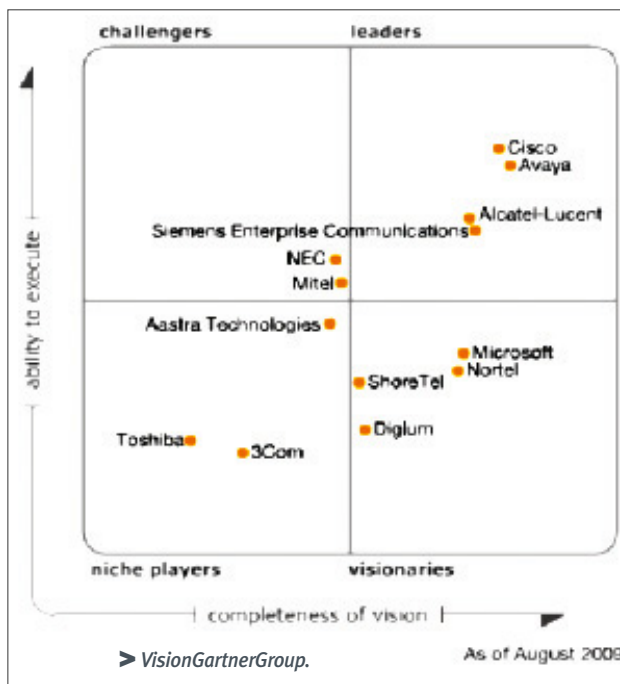 challengers
leaders
Cisco
Avaya
Alcatel-Lucent
Siemens Enterprise Communications
NEC
Mitel
Aastra Technologies
Microsoft
Nortel
ShoreTel
Digium
Toshiba
3Com
ability to execute
niche players
visionaries
completeness of vision
As of August 2009
> VisionGartnerGroup.